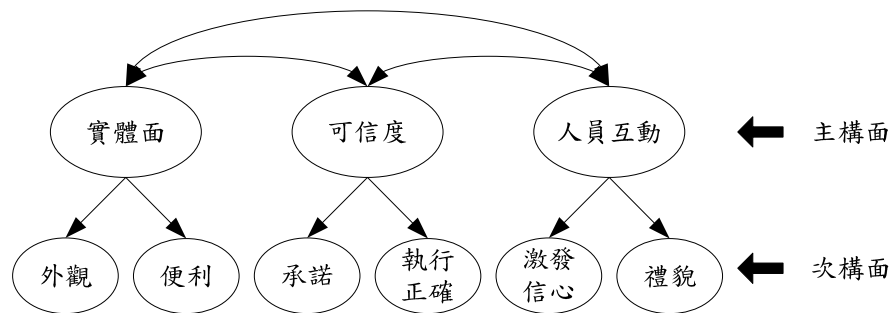 實體面
可信度
人員互動
主構面
外觀
便利
承諾
執行
正確
激發
信心
禮貌
次構面